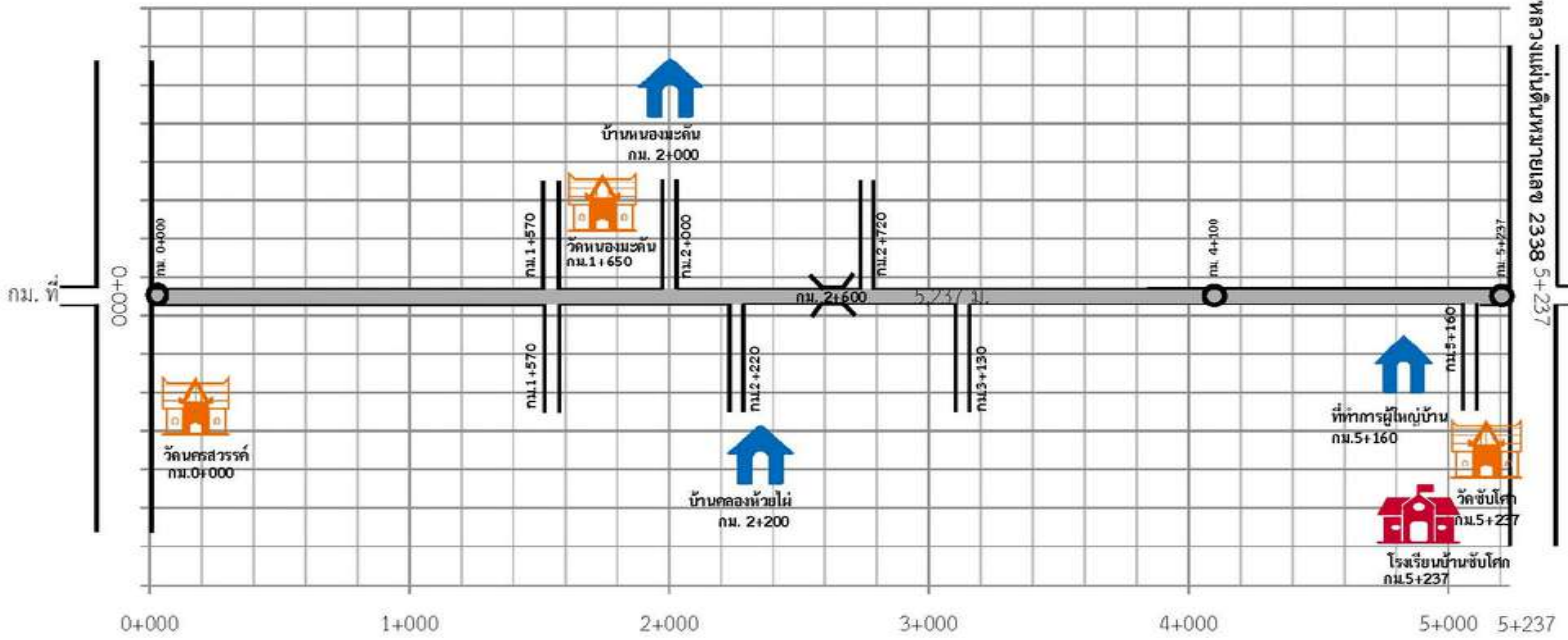 หลวงแผ่นดินหมายเลข 2338
บ้านหนองมะค้น
กม. 2+000
วัดหนองมะค้น
กม.1+650
กม. 0+000
กม.1+570
กม.2+000
กม.2+720
กม. 4+100
กม. 5+237
กม. ที่
0+000
กม. 2+600
5,237 ม.
5+237
กม.1+570
กม.2+220
กม.3+130
กม.5+160
วัดนครสวรรค์
กม.0+000
บ้านคลองห้วยไผ่
กม. 2+200
ที่ทำการผู้ใหญ่บ้าน
กม.5+160
วัดซับโศก
กม.5+237
โรงเรียนบ้านซับโศก
กม.5+237
0+000 1+000 2+000 3+000 4+000 5+000 5+237